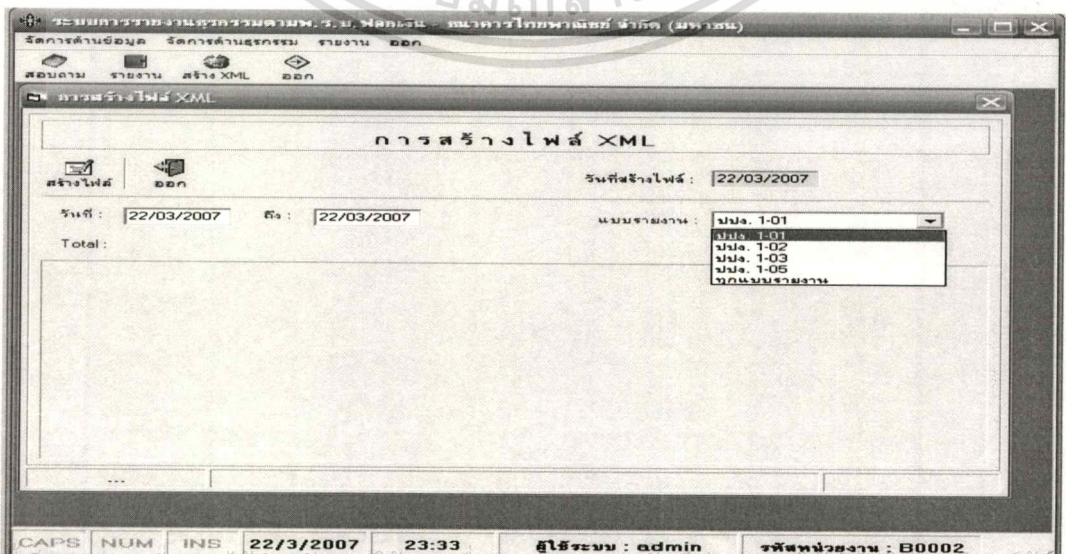 ระบบการรายงานธุรกรรมตามพ.ร.บ.ฟอกเงิน - ธนาคารไทยพาณิชย์ จำกัด (มหาชน)
จัดการด้านข้อมูล จัดการด้านธุรกรรม รายงาน ออก
สอบถาม รายงาน สร้าง XML ออก
การสร้างไฟล์ XML
การสร้างไฟล์ XML
สร้างไฟล์ ออก
วันที่สร้างไฟล์ : 22/03/2007
วันที่ : 22/03/2007 ถึง : 22/03/2007 แบบรายงาน : ปปง. 1-01
Total :
ปปง. 1-01
ปปง. 1-02
ปปง. 1-03
ปปง. 1-05
ทุกแบบรายงาน
...
CAPS NUM INS 22/3/2007 23:33 ผู้ใช้ระบบ : admin รหัสหน่วยงาน : B0002